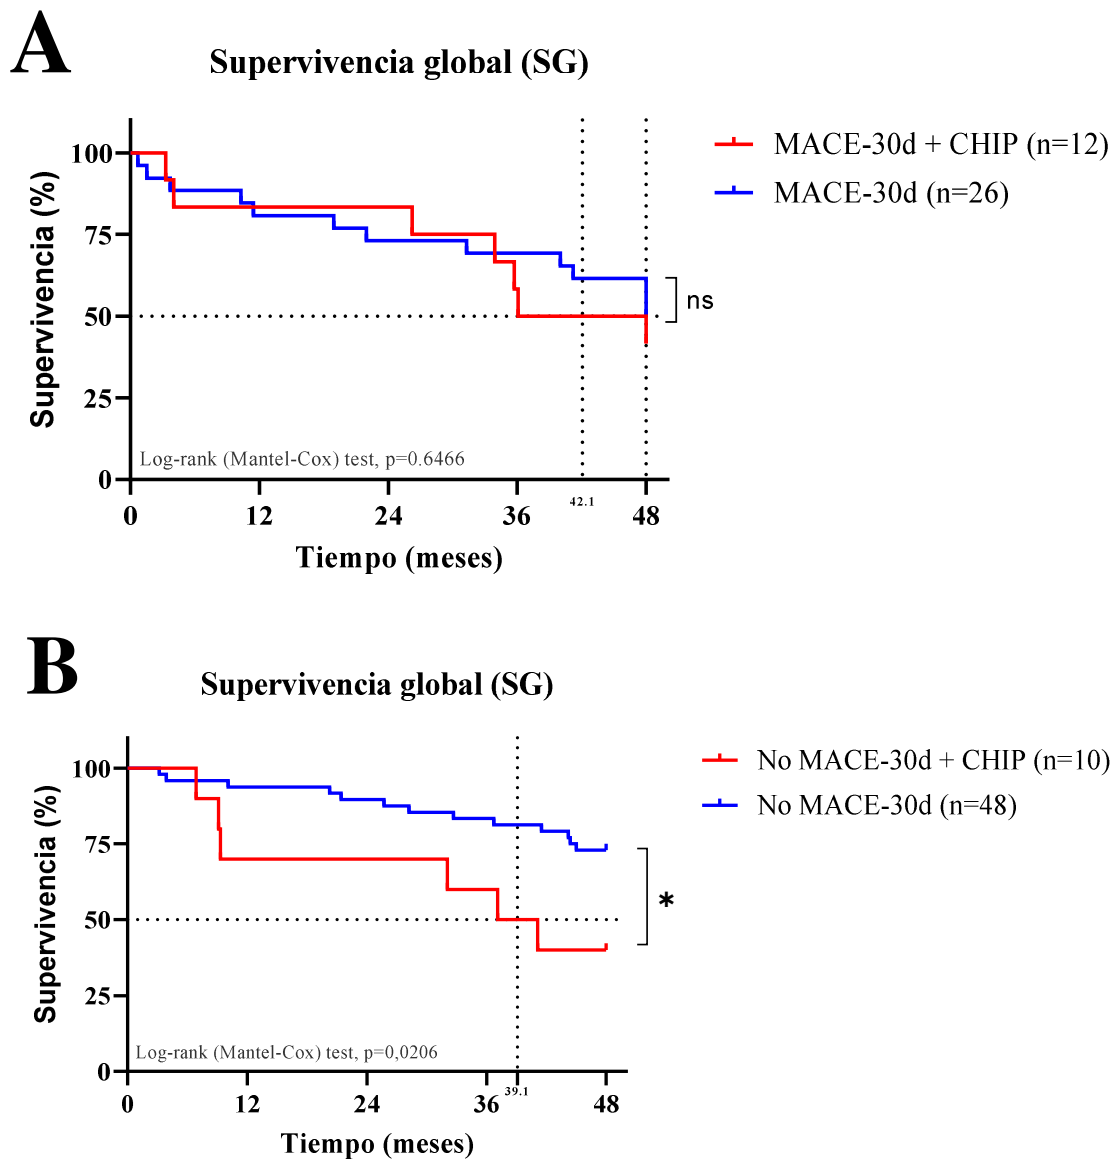 A
Supervivencia global (SG)
Supervivencia (%)
100
75
50
25
0
Log-rank (Mantel-Cox) test, p=0.6466
0
12
24
36
42.1
48
Tiempo (meses)
MACE-30d + CHIP (n=12)
MACE-30d (n=26)
ns
B
Supervivencia global (SG)
Supervivencia (%)
100
75
50
25
0
Log-rank (Mantel-Cox) test, p=0,0206
0
12
24
36
39.1
48
Tiempo (meses)
No MACE-30d + CHIP (n=10)
No MACE-30d (n=48)
*